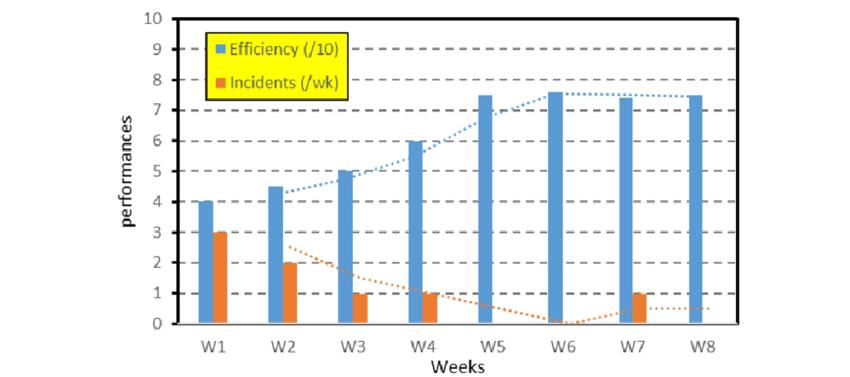 10
9
8
7
6
5
4
3
2
1
0
performances
Efficiency (/10)
Incidents (/wk)
W1 W2 W3 W4 W5 W6 W7 W8
Weeks